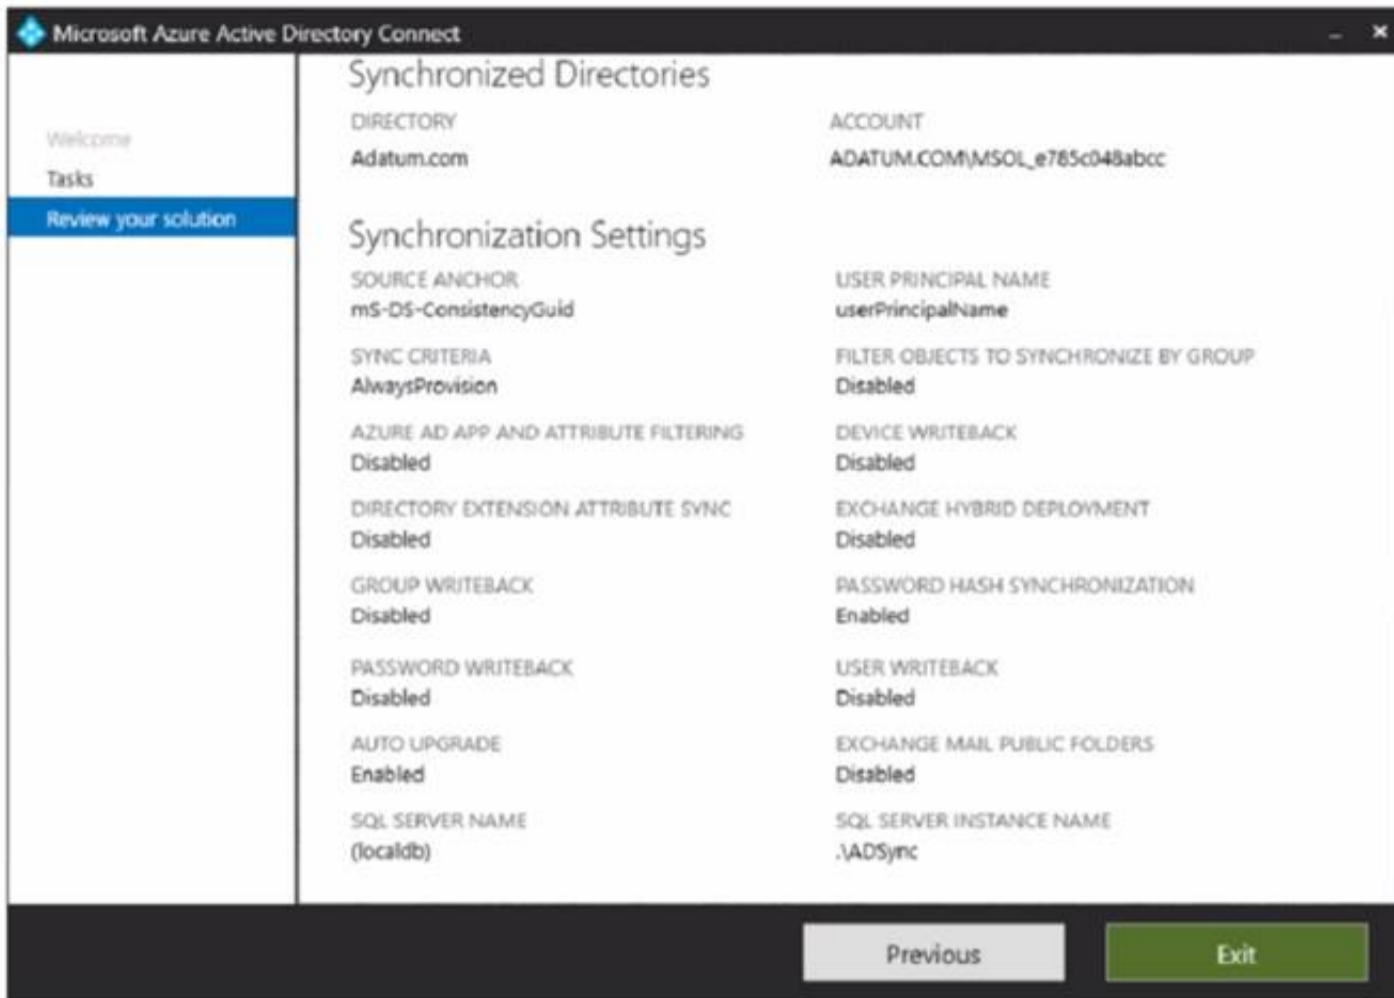 Microsoft Azure Active Directory Connect
Welcome
Tasks
Review your solution
Synchronized Directories
DIRECTORY
Adatum.com
ACCOUNT
ADATUM.COM\MSOL_e785c048abcc
Synchronization Settings
SOURCE ANCHOR
mS-DS-ConsistencyGuid
USER PRINCIPAL NAME
userPrincipalName
SYNC CRITERIA
AlwaysProvision
FILTER OBJECTS TO SYNCHRONIZE BY GROUP
Disabled
AZURE AD APP AND ATTRIBUTE FILTERING
Disabled
DEVICE WRITEBACK
Disabled
DIRECTORY EXTENSION ATTRIBUTE SYNC
Disabled
EXCHANGE HYBRID DEPLOYMENT
Disabled
GROUP WRITEBACK
Disabled
PASSWORD HASH SYNCHRONIZATION
Enabled
PASSWORD WRITEBACK
Disabled
USER WRITEBACK
Disabled
AUTO UPGRADE
Enabled
EXCHANGE MAIL PUBLIC FOLDERS
Disabled
SQL SERVER NAME
(localdb)
SQL SERVER INSTANCE NAME
.\ADSync
Previous
Exit